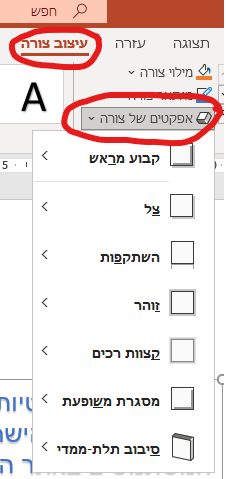 חפש
תצוגה
עזרה
עיצוב צורה
מילוי צורה
A
אפקטים של צורה
5
קבוע מראש
צל
השתקפות
זוהר
קצוות רכים
מסגרת משופעת
סיבוב תלת-ממדי